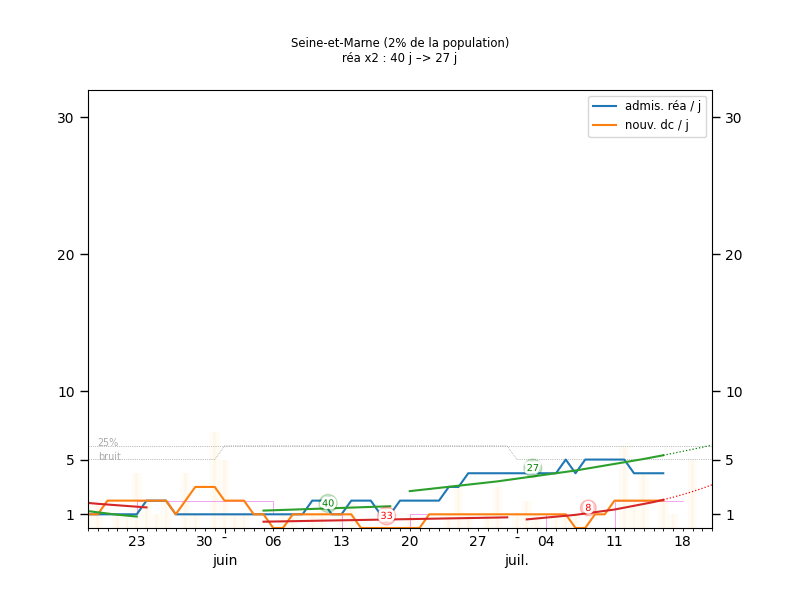 Seine-et-Marne (2% de la population)
réa x2 : 40 j –> 27 j
admis. réa / j
nouv. dc / j
30 30
20 20
10 10
25%
bruit
5 5
27
40
33
8
1 1
23 30 - 06 13 20 27 - 04 11 18
juin juil.